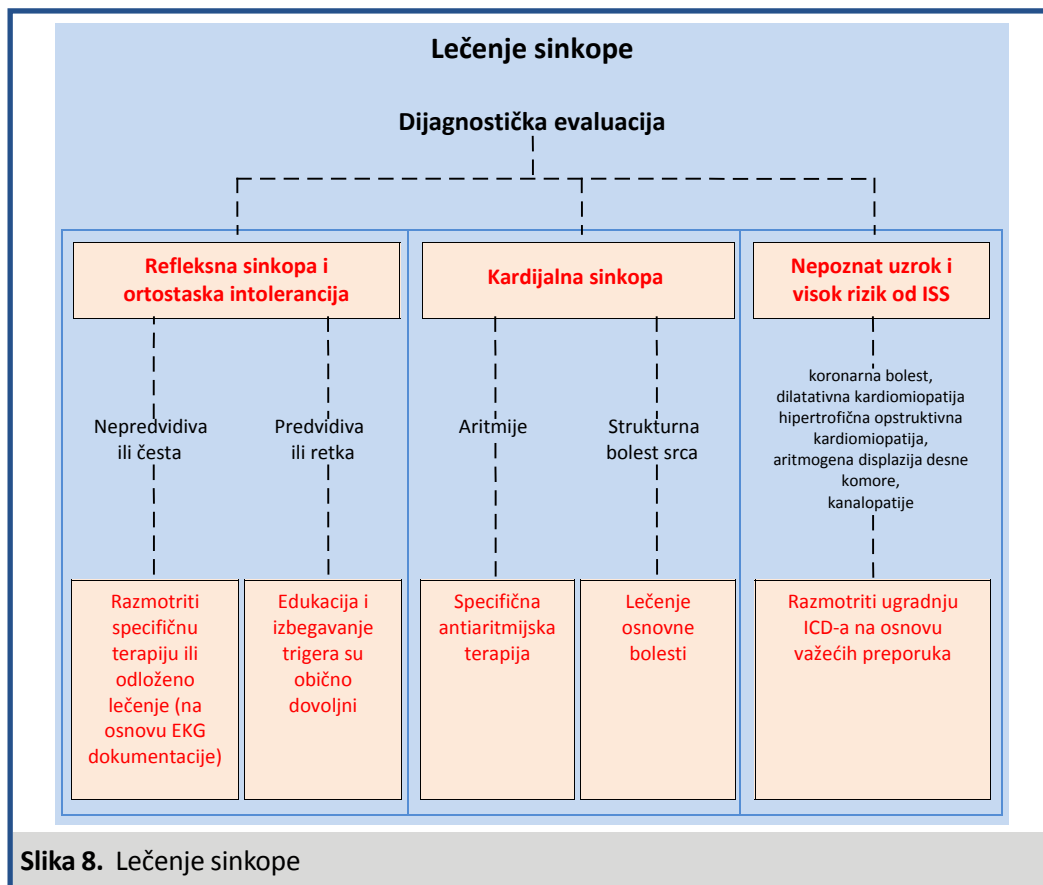 Lečenje sinkope
Dijagnostička evaluacija
Refleksna sinkopa i
ortostaska intolerancija
Kardijalna sinkopa
Nepoznat uzrok i
visok rizik od ISS
Nepredvidiva
ili česta
Predvidiva
ili retka
Aritmije
Strukturna
bolest srca
koronarna bolest,
dilatativna kardiomiopatija
hipertrofična opstruktivna
kardiomiopatija,
aritmogena displazija desne
komore,
kanalopatije
Razmotriti
specifičnu
terapiju ili
odloženo
lečenje (na
osnovu EKG
dokumentacije)
Edukacija i
izbegavanje
trigera su
obično
dovoljni
Specifična
antiaritmijska
terapija
Lečenje
osnovne
bolesti
Razmotriti ugradnju
ICD-a na osnovu
važećih preporuka
Slika 8. Lečenje sinkope